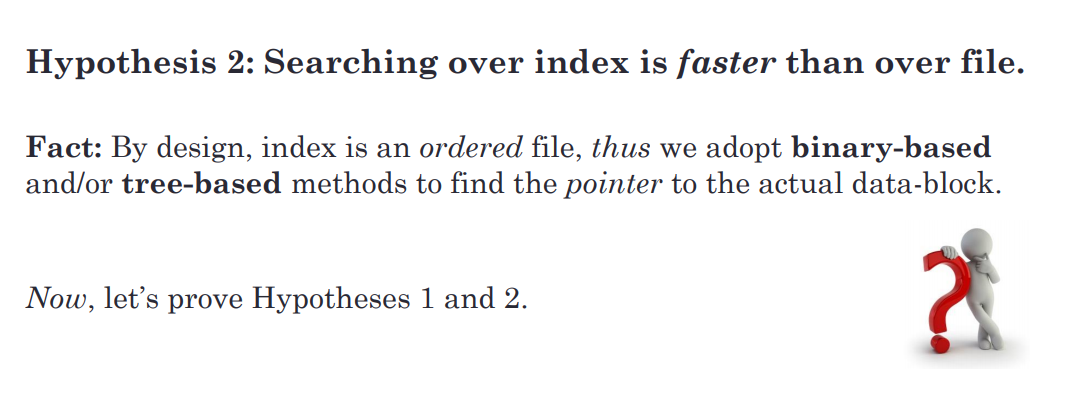 Hypothesis 2: Searching over index is faster than over file.
Fact: By design, index is an ordered file, thus we adopt binary-based
and/or tree-based methods to find the pointer to the actual data-block.
Now, let’s prove Hypotheses 1 and 2.